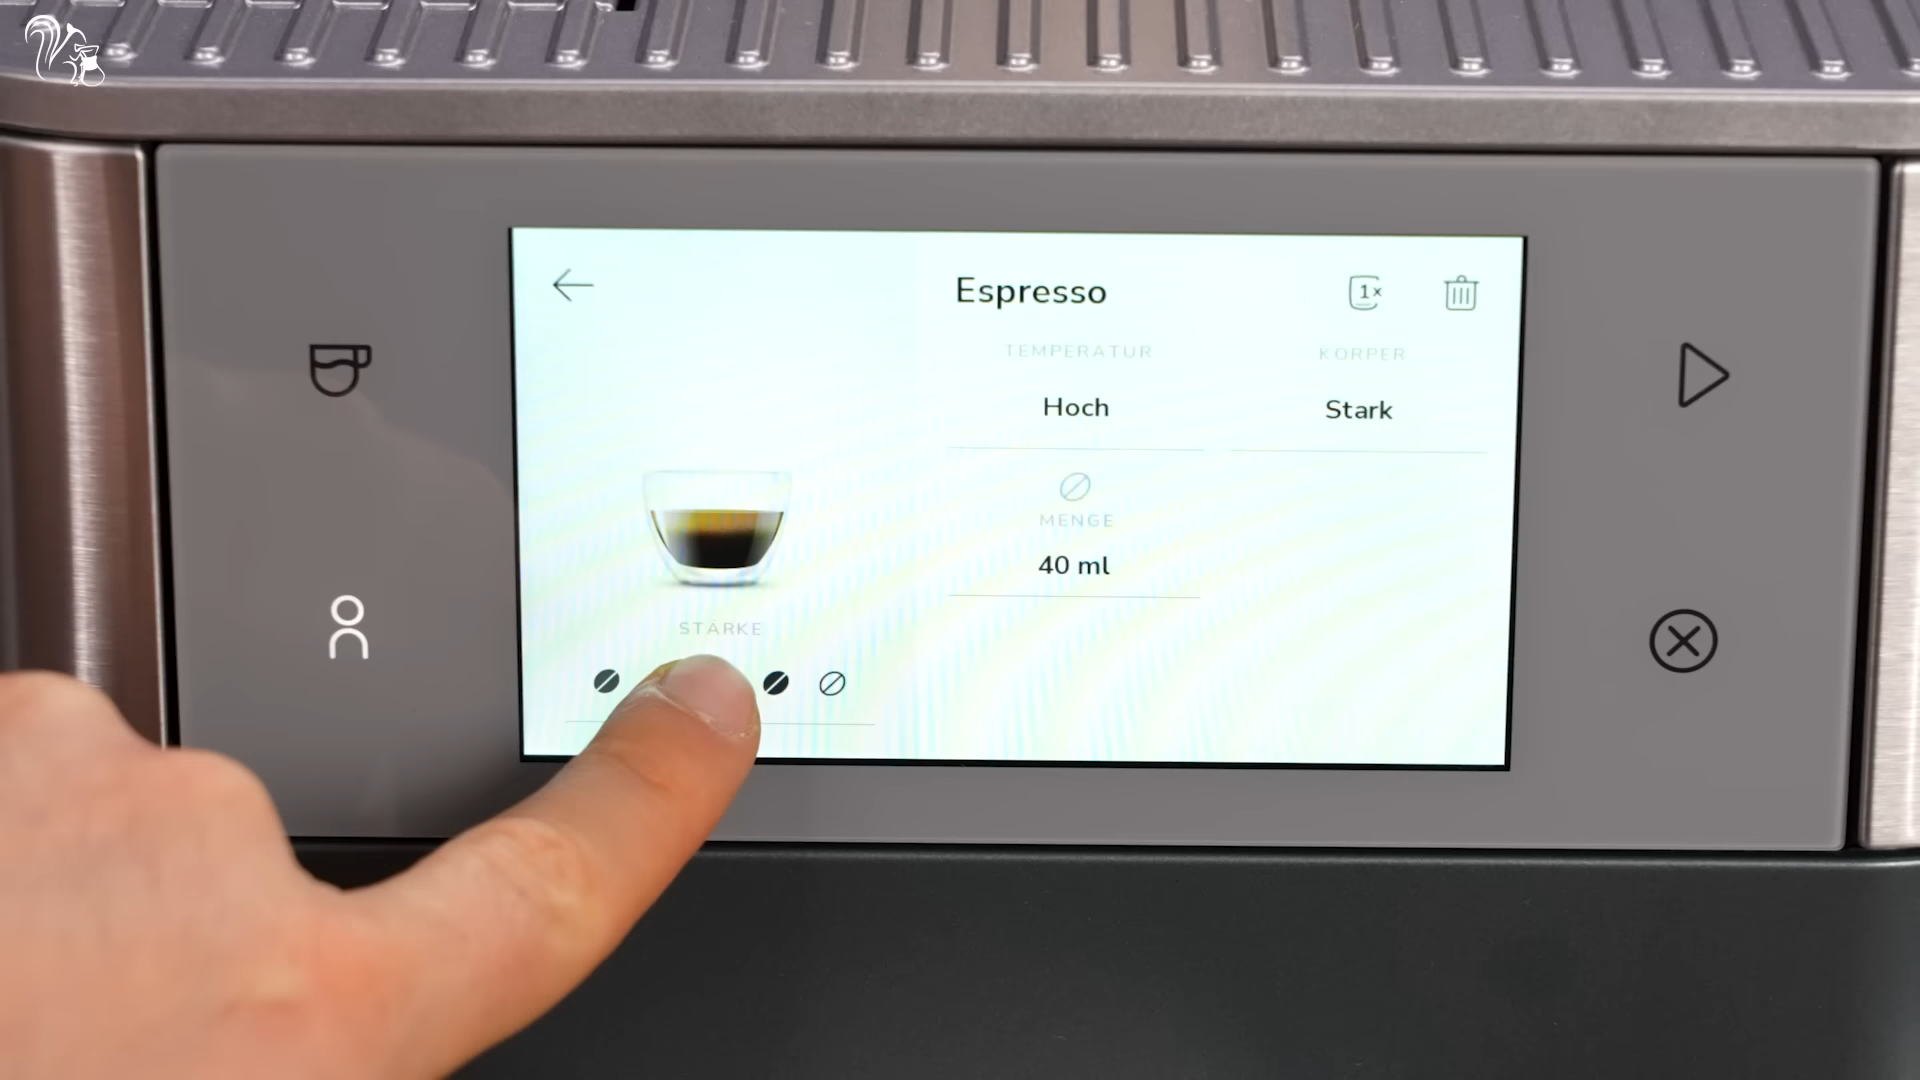 Espresso
1x
TEMPERATUR
KÖRPER
Hoch
Stark
MENGE
40 ml
STÄRKE